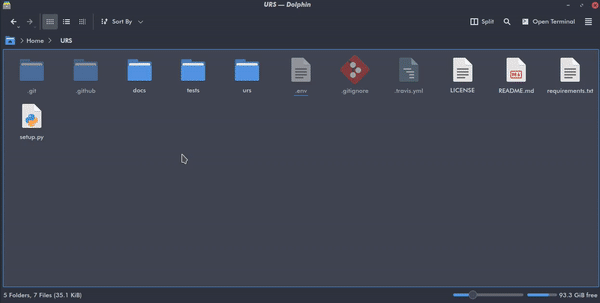 URS — Dolphin
Sort By
Split
Open Terminal
Home
URS
.git
.github
docs
tests
urs
.env
.gitignore
.travis.yml
LICENSE
README.md
requirements.txt
setup.py
5 Folders, 7 Files (35.1 KiB)
93.3 GiB free